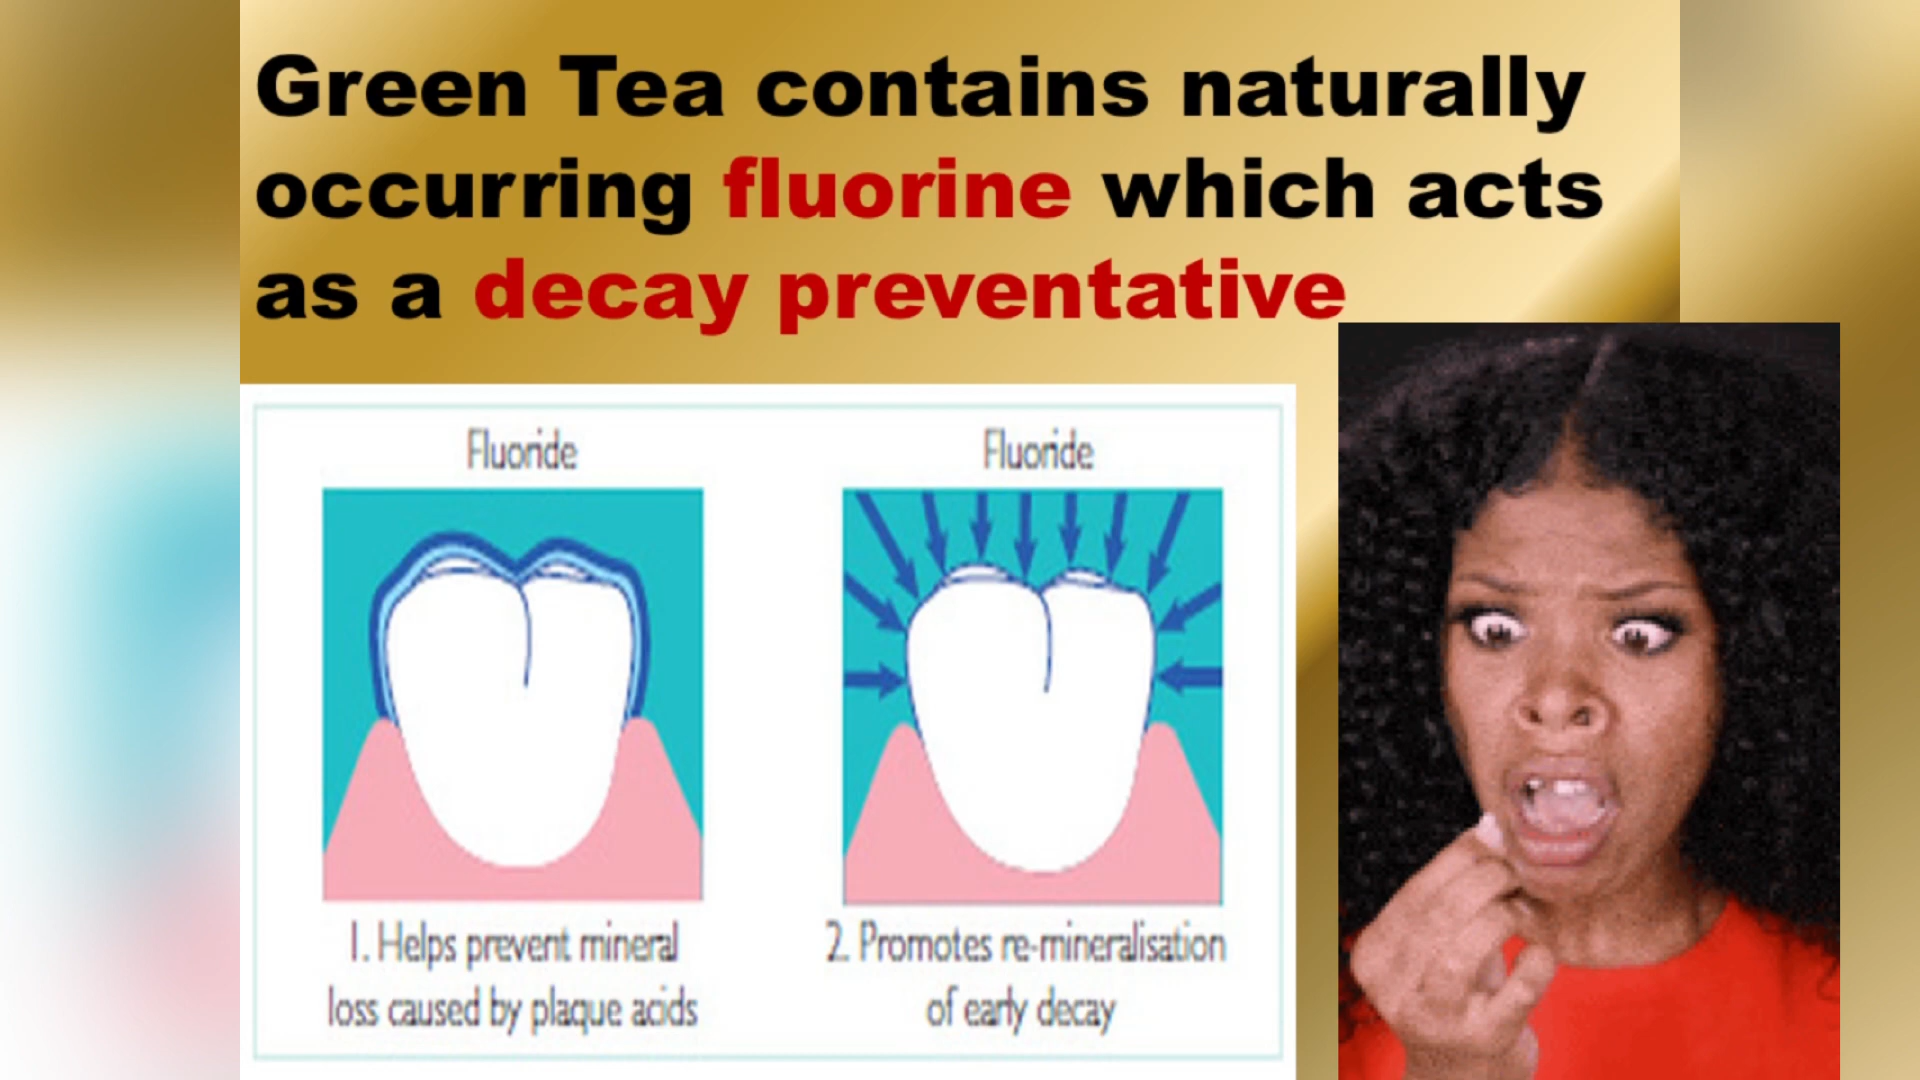 Green Tea contains naturally
occurring fluorine which acts
as a decay preventative
Fluoride
Fluoride
1. Helps prevent mineral
loss caused by plaque acids
2. Promotes re-mineralisation
of early decay